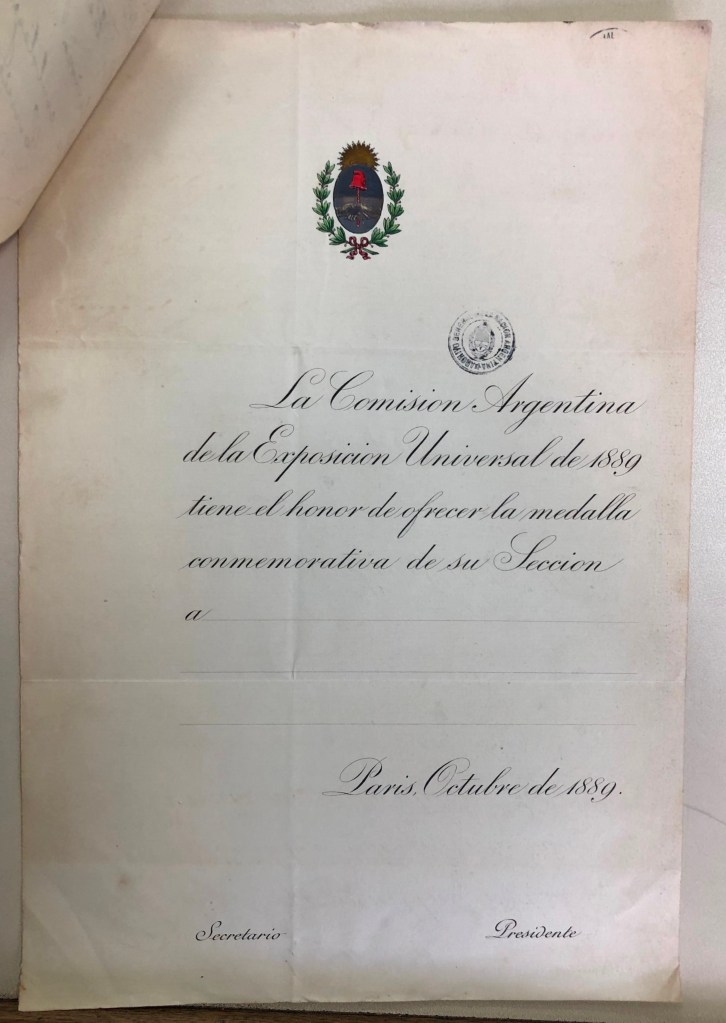 La Comision Argentina
de la Exposicion Universal de 1889
tiene el honor de ofrecer la medalla
conmemorativa de su Seccion
a
Paris, Octubre de 1889.
Secretario Presidente